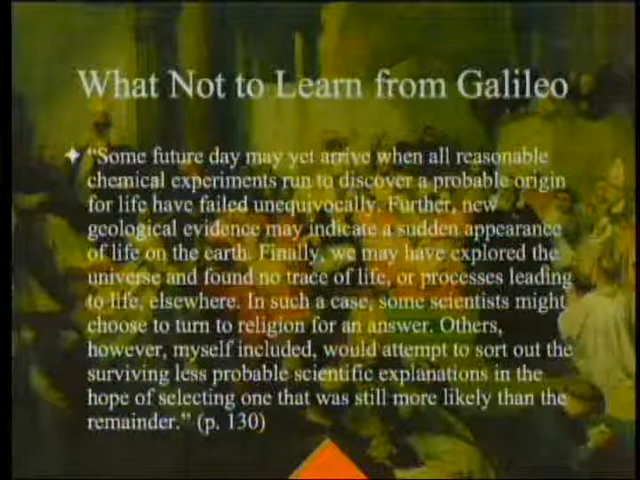 What Not to Learn from Galileo
"Some future day may yet arrive when all reasonable
chemical experiments run to discover a probable origin
for life have failed unequivocally. Further, new
geological evidence may indicate a sudden appearance
of life on the earth. Finally, we may have explored the
universe and found no trace of life, or processes leading
to life, elsewhere. In such a case, some scientists might
choose to turn to religion for an answer. Others,
however, myself included, would attempt to sort out the
surviving less probable scientific explanations in the
hope of selecting one that was still more likely than the
remainder." (p. 130)